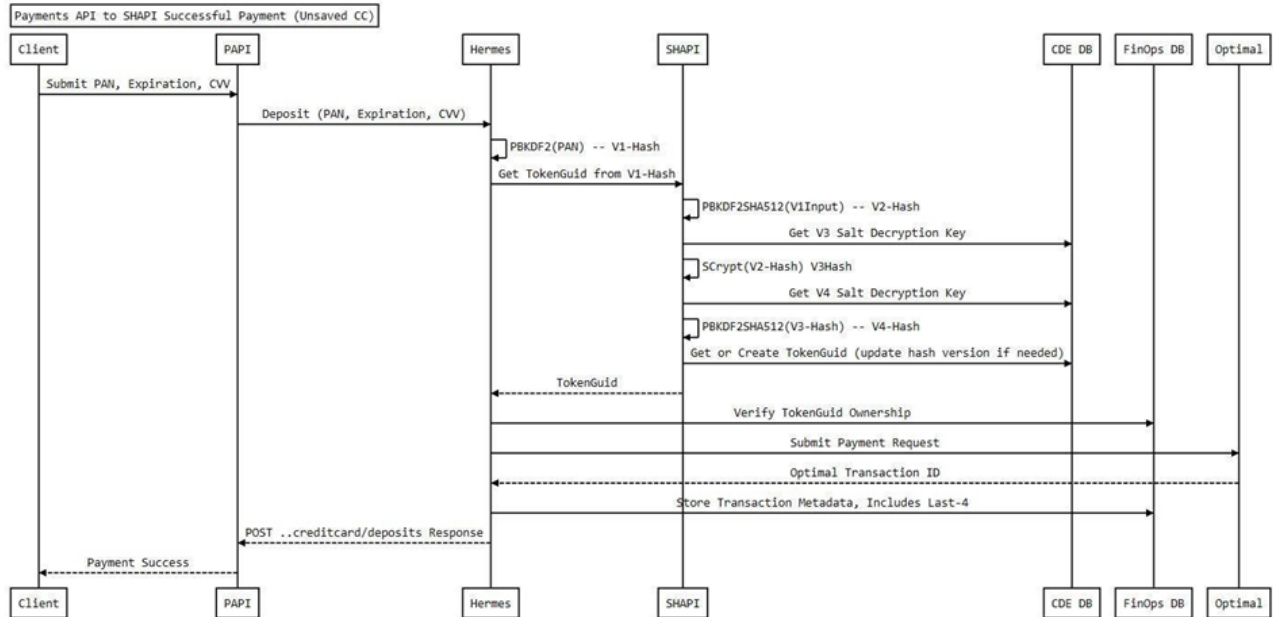 Payments API to SHAPI Successful Payment (Unsaved CC)
Client PAPI Hermes SHAPI CDE DB FinOps DB Optimal
Submit PAN, Expiration, CVV
Deposit (PAN, Expiration, CVV)
PBKDF2(PAN) -- V1-Hash
Get TokenGuid from V1-Hash
PBKDF2SHA512(V1Input) -- V2-Hash
Get V3 Salt Decryption Key
SCrypt(V2-Hash) V3Hash
Get V4 Salt Decryption Key
PBKDF2SHA512(V3-Hash) -- V4-Hash
Get or Create TokenGuid (update hash version if needed)
TokenGuid
Verify TokenGuid Ownership
Submit Payment Request
Optimal Transaction ID
Store Transaction Metadata, Includes Last-4
POST ..creditcard/deposits Response
Payment Success
Client PAPI Hermes SHAPI CDE DB FinOps DB Optimal